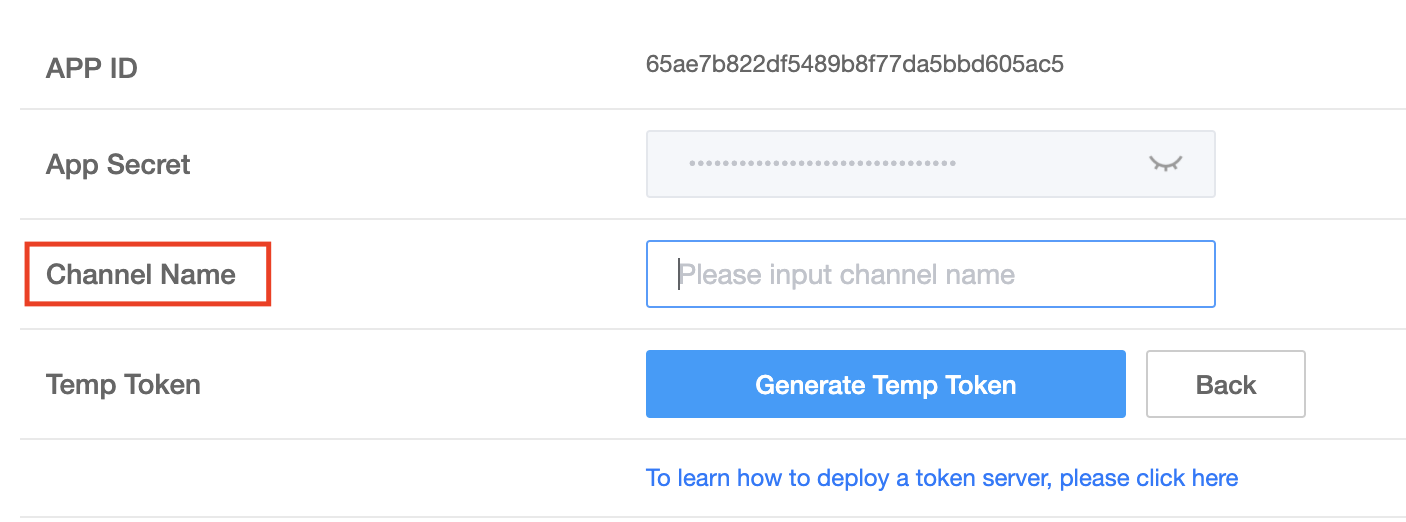 APP ID
65ae7b822df5489b8f77da5bbd605ac5
App Secret
••••••••••••••••••••••••••••••••
Channel Name
Please input channel name
Temp Token
Generate Temp Token
Back
To learn how to deploy a token server, please click here